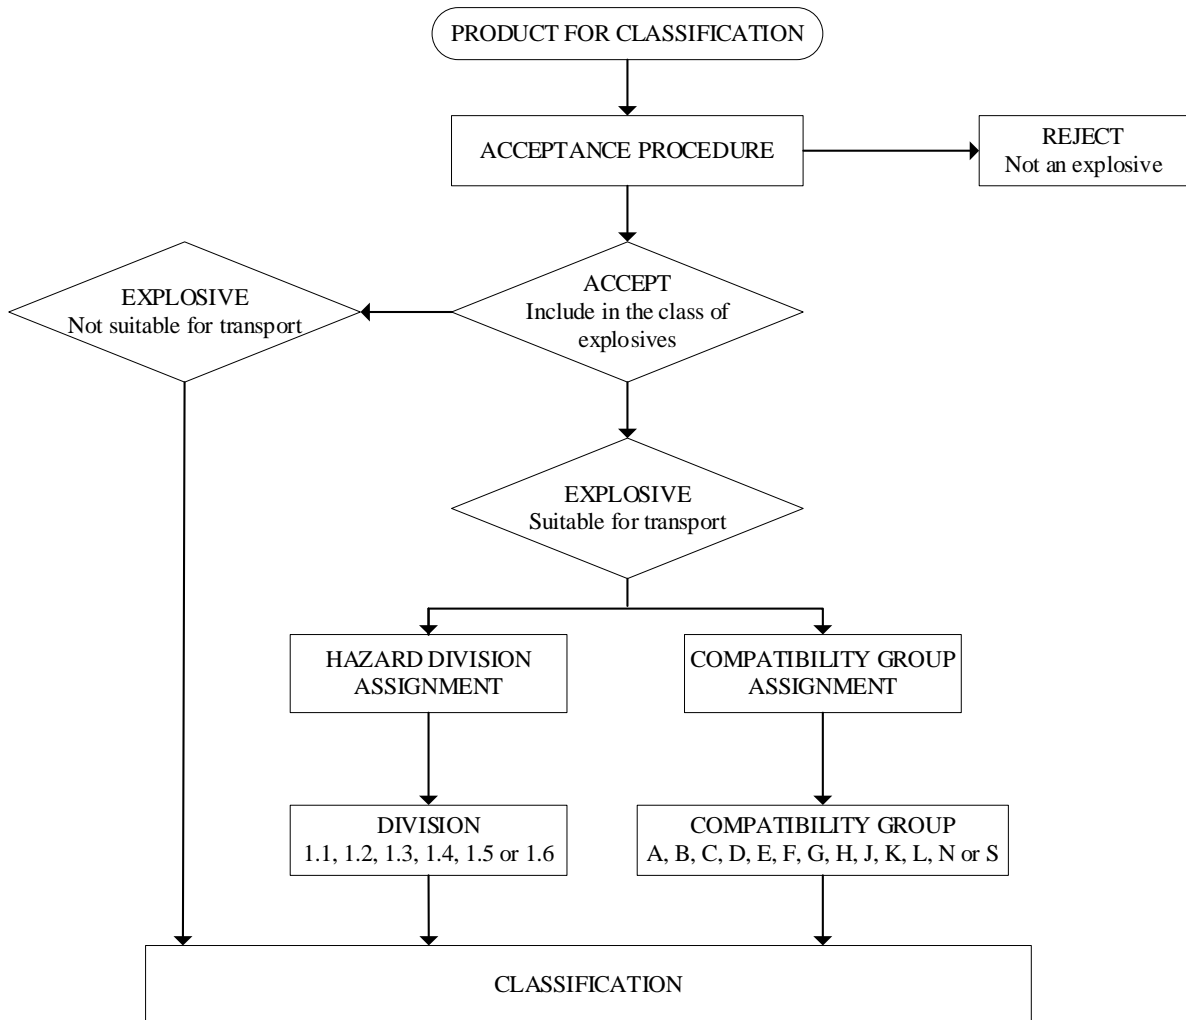 PRODUCT FOR CLASSIFICATION
ACCEPTANCE PROCEDURE
REJECT
Not an explosive
ACCEPT
Include in the class of
explosives
EXPLOSIVE
Not suitable for transport
EXPLOSIVE
Suitable for transport
HAZARD DIVISION
ASSIGNMENT
COMPATIBILITY GROUP
ASSIGNMENT
DIVISION
1.1, 1.2, 1.3, 1.4, 1.5 or 1.6
COMPATIBILITY GROUP
A, B, C, D, E, F, G, H, J, K, L, N or S
CLASSIFICATION